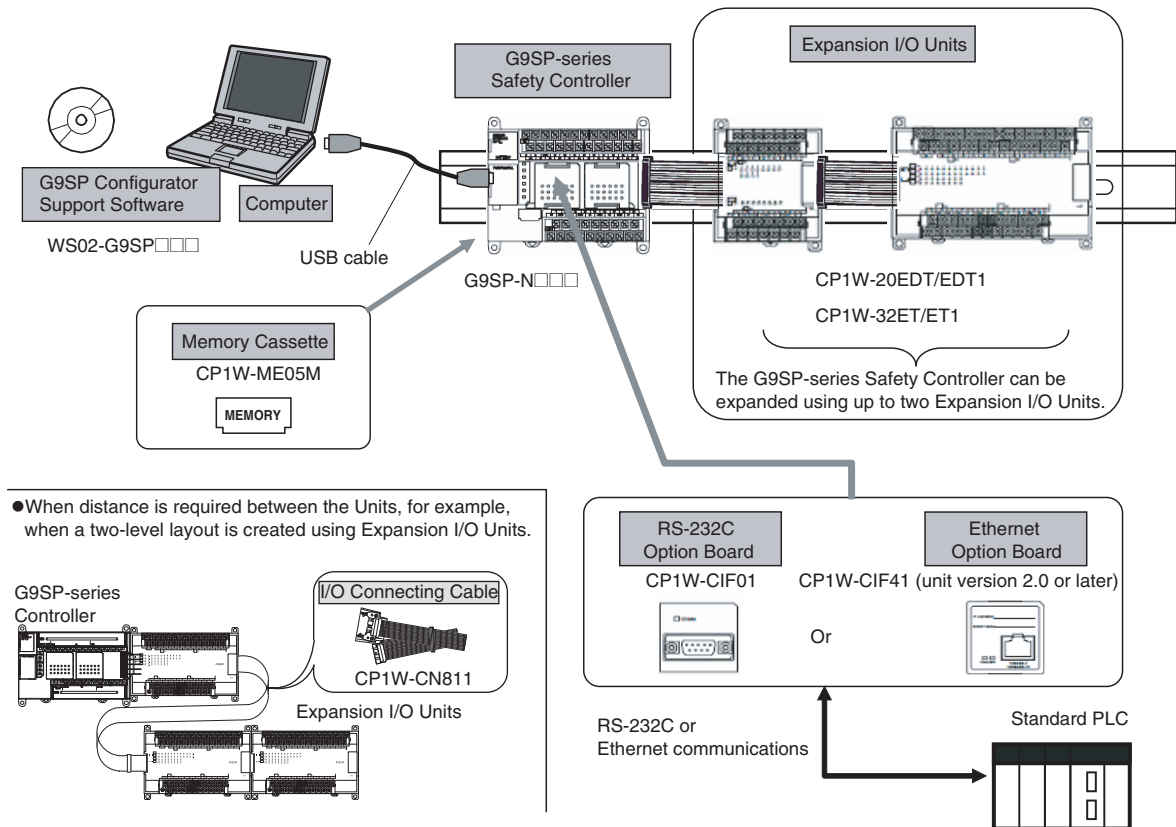 G9SP-series
Safety Controller
Expansion I/O Units
G9SP Configurator
Support Software
WS02-G9SP□□□
Computer
USB cable
G9SP-N□□□
CP1W-20EDT/EDT1
CP1W-32ET/ET1
The G9SP-series Safety Controller can be
expanded using up to two Expansion I/O Units.
Memory Cassette
CP1W-ME05M
MEMORY
●When distance is required between the Units, for example,
when a two-level layout is created using Expansion I/O Units.
G9SP-series
Controller
I/O Connecting Cable
CP1W-CN811
Expansion I/O Units
RS-232C
Option Board
CP1W-CIF01
Or
Ethernet
Option Board
CP1W-CIF41 (unit version 2.0 or later)
RS-232C or
Ethernet communications
Standard PLC